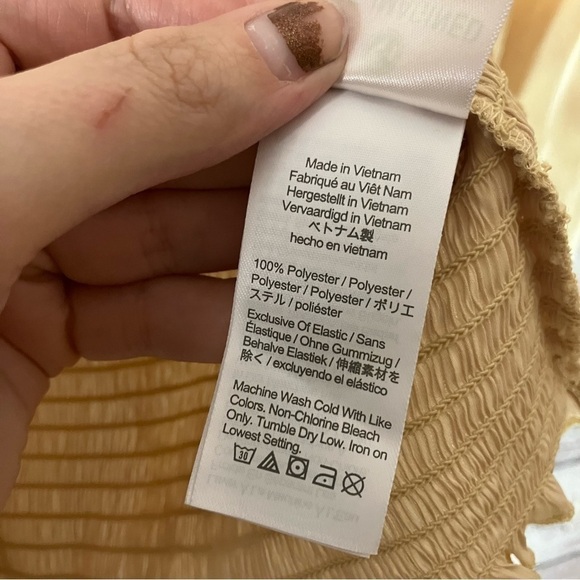 Made in Vietnam
Fabriqué au Viêt Nam
Hergestellt in Vietnam
Vervaardigd in Vietnam
ベトナム製
hecho en vietnam
100% Polyester / Polyester /
Polyester / Polyester / ポリエ
ステル / poliéster
Exclusive Of Elastic / Sans
Élastique / Ohne Gummizug /
Behalve Elastiek / 伸縮素材を
除く / excluyendo el elástico
Machine Wash Cold With Like
Colors. Non-Chlorine Bleach
Only. Tumble Dry Low. Iron on
Lowest Setting.
30